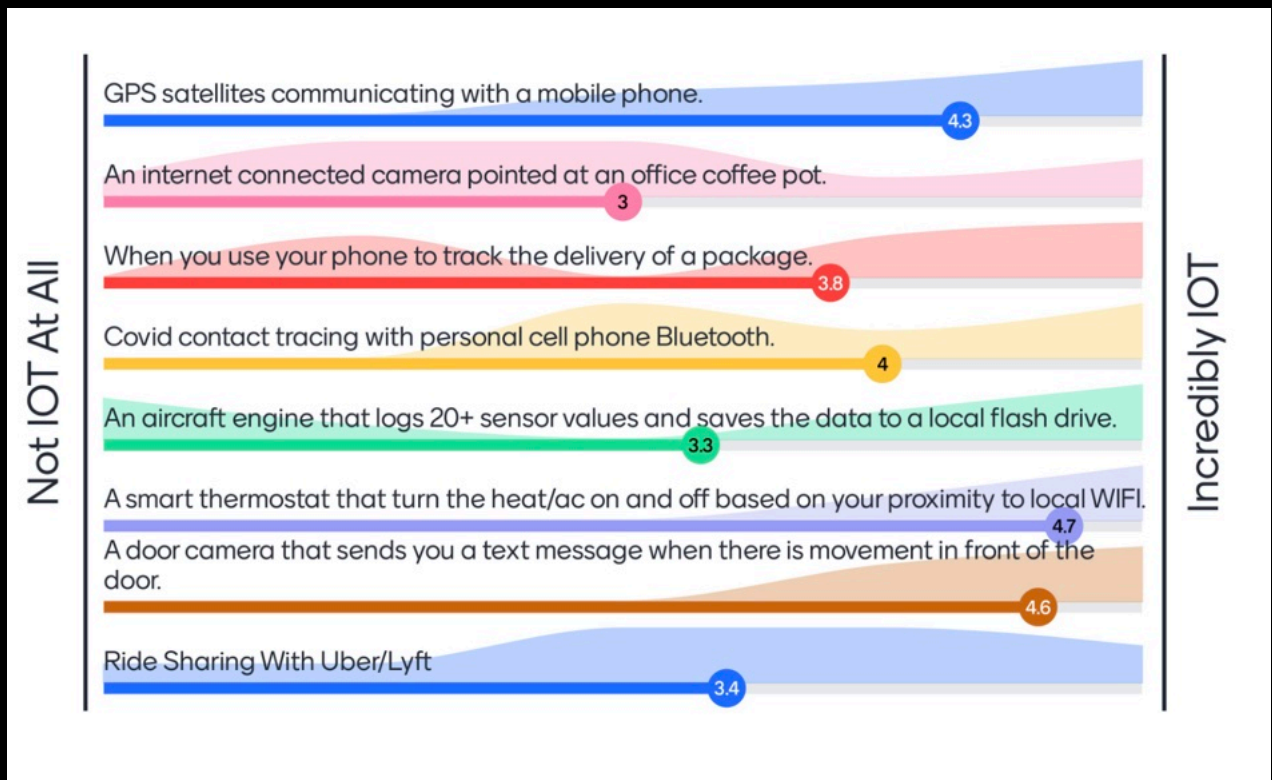 Not IOT At All
GPS satellites communicating with a mobile phone.
4.3
An internet connected camera pointed at an office coffee pot.
3
When you use your phone to track the delivery of a package.
3.8
Covid contact tracing with personal cell phone Bluetooth.
4
An aircraft engine that logs 20+ sensor values and saves the data to a local flash drive.
3.3
A smart thermostat that turn the heat/ac on and off based on your proximity to local WIFI.
4.7
A door camera that sends you a text message when there is movement in front of the
door.
4.6
Ride Sharing With Uber/Lyft
3.4
Incredibly IOT